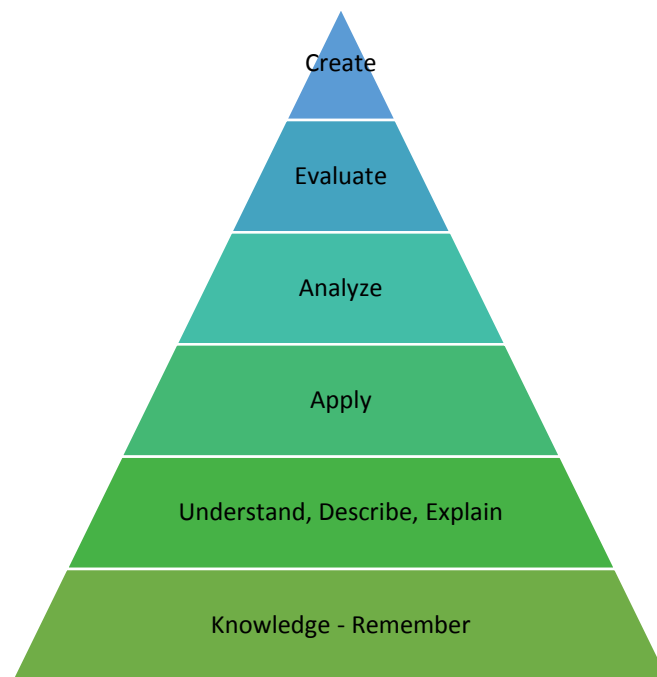 Create
Evaluate
Analyze
Apply
Understand, Describe, Explain
Knowledge - Remember